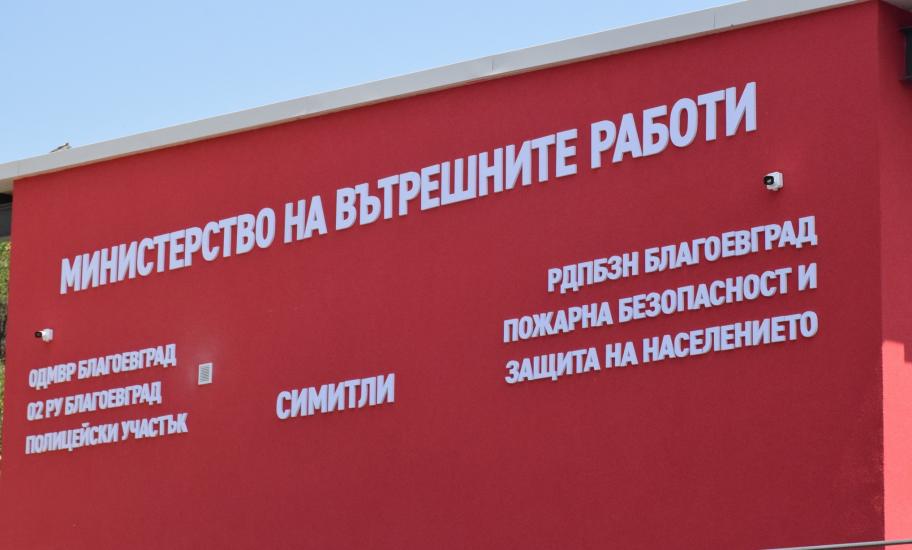 МИНИСТЕРСТВО НА ВЪТРЕШНИТЕ РАБОТИ
ОДМВР БЛАГОЕВГРАД
02 РУ БЛАГОЕВГРАД
ПОЛИЦЕЙСКИ УЧАСТЪК
СИМИТЛИ
РДПБЗН БЛАГОЕВГРАД
ПОЖАРНА БЕЗОПАСНОСТ И
ЗАЩИТА НА НАСЕЛЕНИЕТО